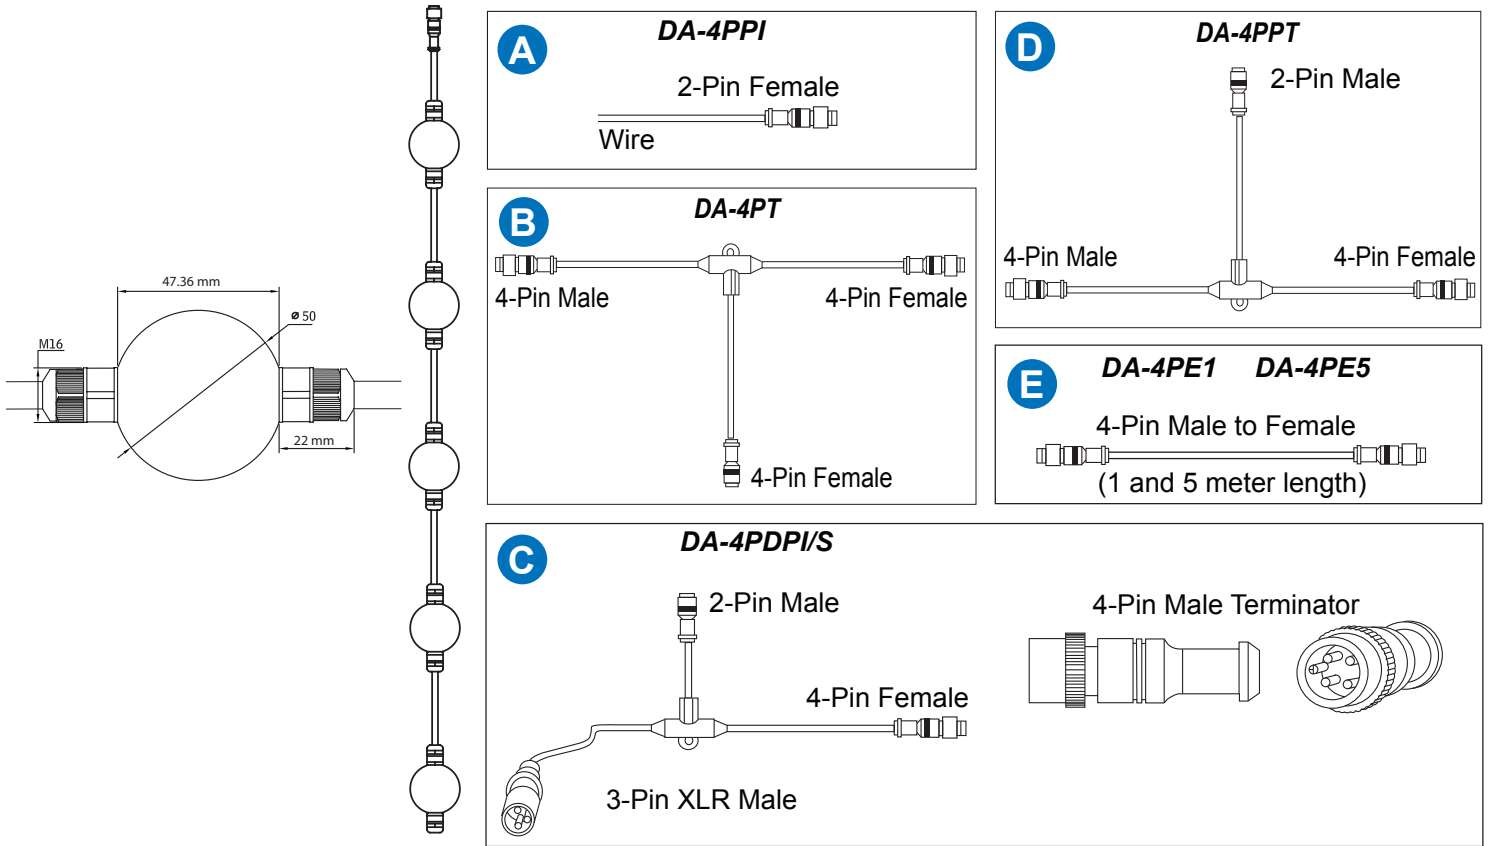 47.36 mm
ø 50
M16
22 mm
A
DA-4PPI
2-Pin Female
Wire
B
DA-4PT
4-Pin Male
4-Pin Female
4-Pin Female
C
DA-4PDPI/S
2-Pin Male
4-Pin Female
3-Pin XLR Male
4-Pin Male Terminator
D
DA-4PPT
2-Pin Male
4-Pin Male
4-Pin Female
E
DA-4PE1 DA-4PE5
4-Pin Male to Female
(1 and 5 meter length)